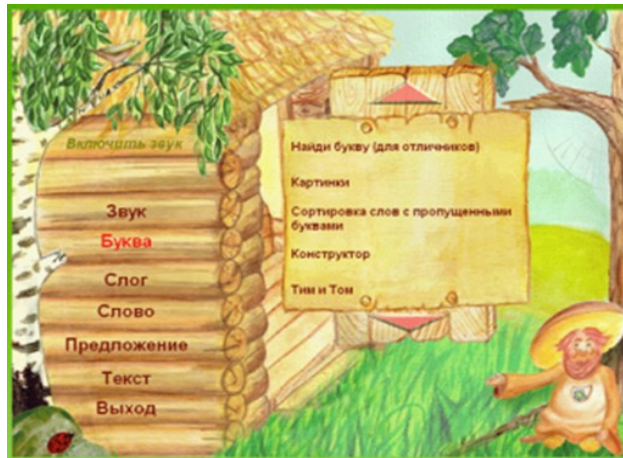 Включить звук
Звук
Буква
Слог
Слово
Предложение
Текст
Выход
Найди букву (для отличников)
Картинки
Сортировка слов с пропущенными
буквами
Конструктор
Тим и Том